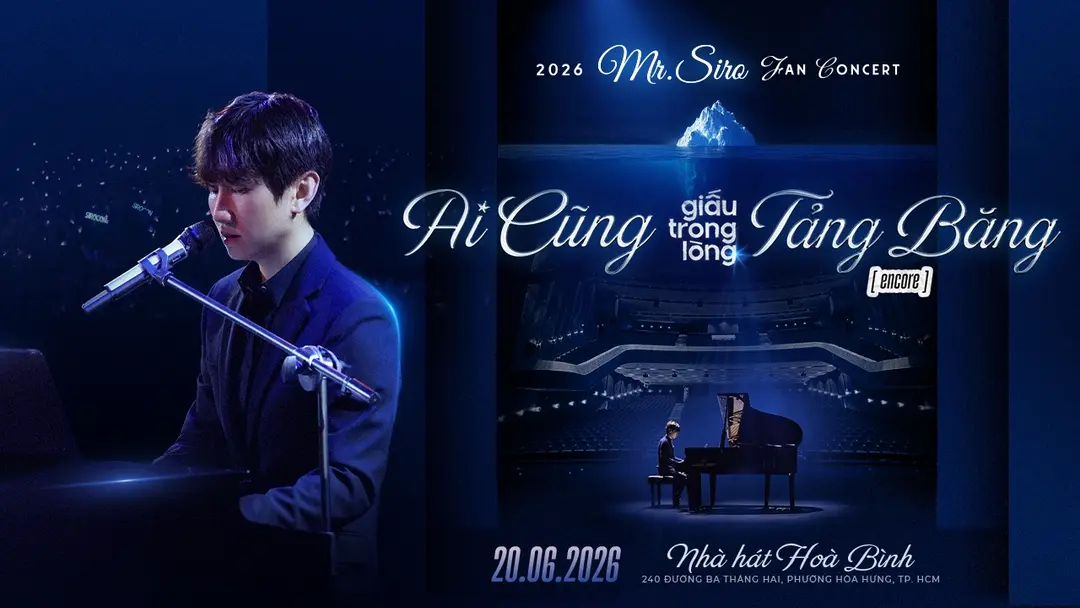 2026 Mr.Siro Fan Concert
Ai Cũng giấu trong lòng Tảng Băng
[encore]
20.06.2026
Nhà hát Hoà Bình
240 ĐƯỜNG BA THÁNG HAI, PHƯỜNG HÒA HƯNG, TP. HCM